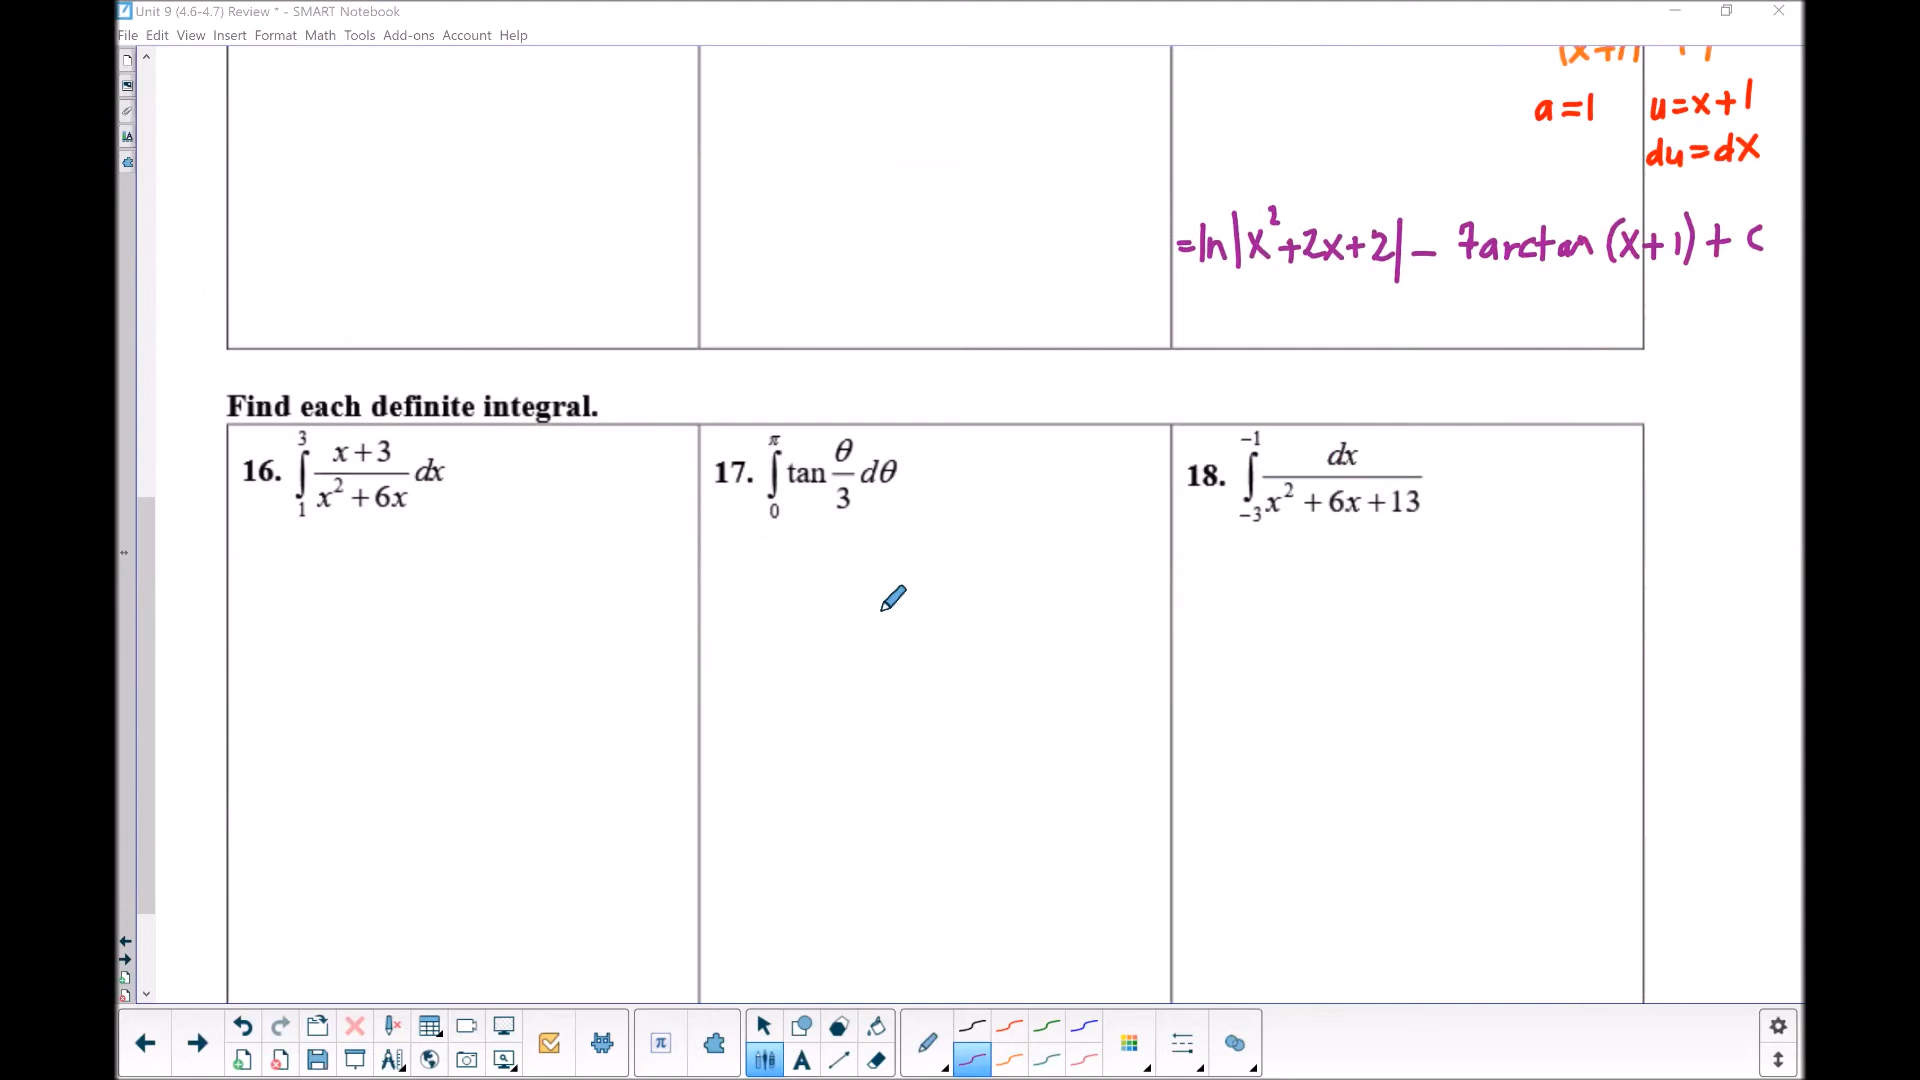 Unit 9 (4.6-4.7) Review * - SMART Notebook
File Edit View Insert Format Math Tools Add-ons Account Help
a = 1 u = x + 1
du = dx
= ln |x² + 2x + 2| − 7 arctan (x + 1) + C
Find each definite integral.
16. ∫₁³ (x + 3)/(x² + 6x) dx
17. ∫₀^π tan θ/3 dθ
18. ∫₋₃⁻¹ dx/(x² + 6x + 13)